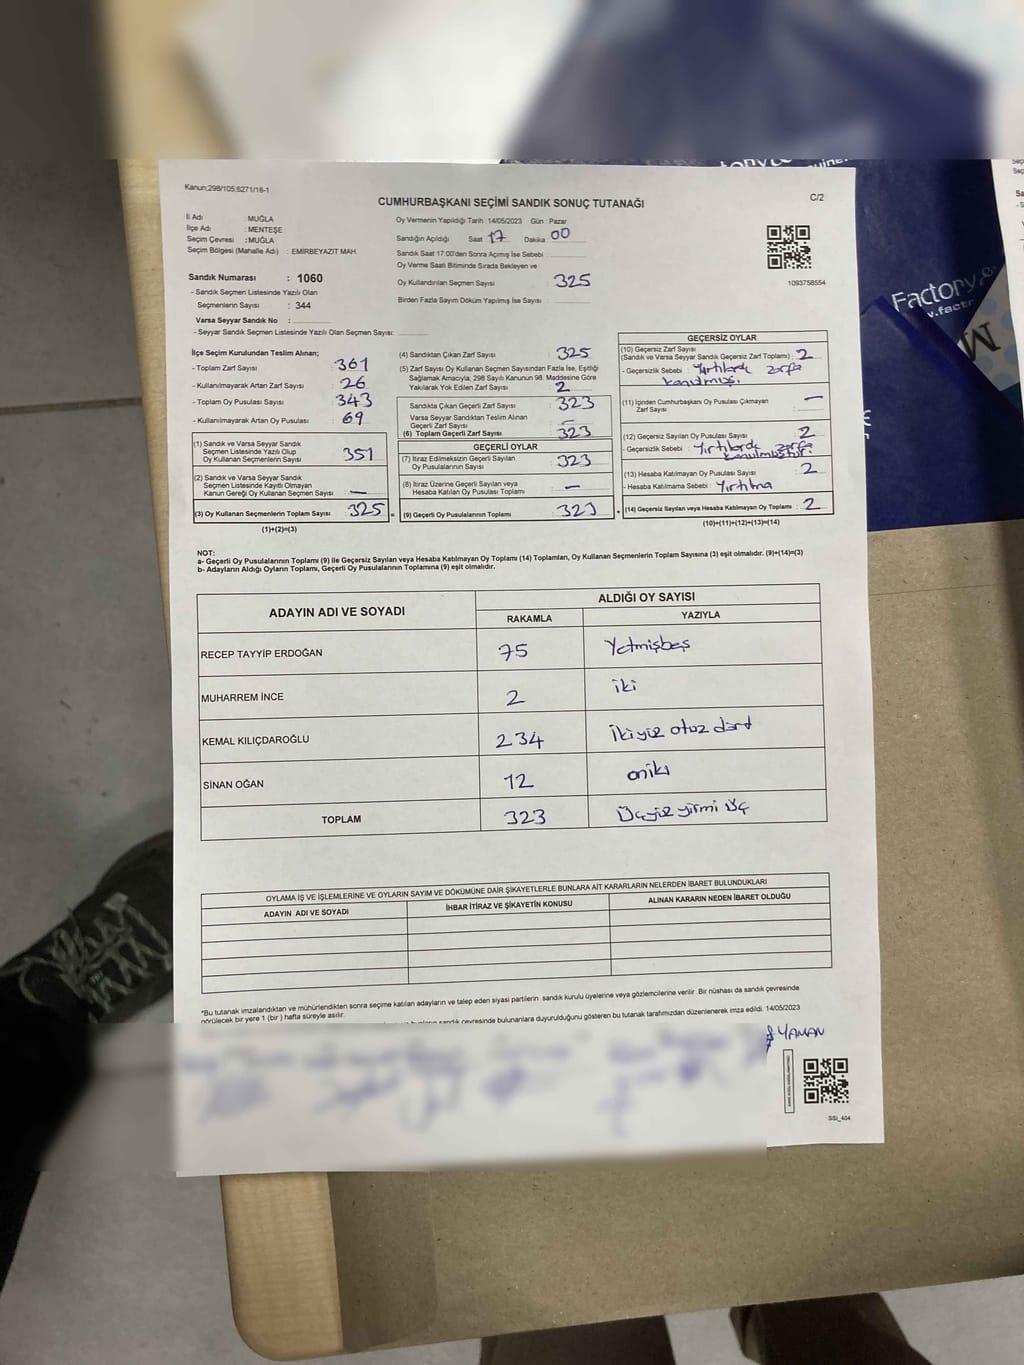 Kanun;298/105;6271/16-1
CUMHURBAŞKANI SEÇİMİ SANDIK SONUÇ TUTANAĞI
C/2
İl Adı : MUĞLA
İlçe Adı : MENTEŞE
Seçim Çevresi : MUĞLA
Seçim Bölgesi (Mahalle Adı) : EMİRBEYAZIT MAH.
Sandık Numarası : 1060
- Sandık Seçmen Listesinde Yazılı Olan
Seçmenlerin Sayısı : 344
Varsa Seyyar Sandık No :
- Seyyar Sandık Seçmen Listesinde Yazılı Olan Seçmen Sayısı:
Oy Vermenin Yapıldığı Tarih :14/05/2023 Gün : Pazar
Sandığın Açıldığı Saat : 17 Dakika : 00
Sandık Saat 17:00'den Sonra Açılmış İse Sebebi :
Oy Verme Saati Bitiminde Sırada Bekleyen ve
Oy Kullandırılan Seçmen Sayısı : 325
Birden Fazla Sayım Döküm Yapılmış İse Sayısı :
1093758554
İlçe Seçim Kurulundan Teslim Alınan;
- Toplam Zarf Sayısı : 361
- Kullanılmayarak Artan Zarf Sayısı : 26
- Toplam Oy Pusulası Sayısı : 343
- Kullanılmayarak Artan Oy Pusulası : 69
(1) Sandık ve Varsa Seyyar Sandık
Seçmen Listesinde Yazılı Olup
Oy Kullanan Seçmenlerin Sayısı : 351
(2) Sandık ve Varsa Seyyar Sandık
Seçmen Listesinde Kayıtlı Olmayan
Kanun Gereği Oy Kullanan Seçmen Sayısı : —
(3) Oy Kullanan Seçmenlerin Toplam Sayısı : 325
(1)+(2)=(3)
=
(4) Sandıktan Çıkan Zarf Sayısı : 325
(5) Zarf Sayısı Oy Kullanan Seçmen Sayısından Fazla İse, Eşitliği
Sağlamak Amacıyla; 298 Sayılı Kanunun 98. Maddesine Göre
Yakılarak Yok Edilen Zarf Sayısı : 2
Sandıkta Çıkan Geçerli Zarf Sayısı : 323
Varsa Seyyar Sandıktan Teslim Alınan
Geçerli Zarf Sayısı : —
(6) Toplam Geçerli Zarf Sayısı : 323
GEÇERLİ OYLAR
(7) İtiraz Edilmeksizin Geçerli Sayılan
Oy Pusulalarının Sayısı : 323
(8) İtiraz Üzerine Geçerli Sayılan veya
Hesaba Katılan Oy Pusulası Toplamı : —
(9) Geçerli Oy Pusulalarının Toplamı : 323
+
GEÇERSİZ OYLAR
(10) Geçersiz Zarf Sayısı
(Sandık ve Varsa Seyyar Sandık Geçersiz Zarf Toplamı) : 2
- Geçersizlik Sebebi : Yırtılarak zarfa
konulmuş.
(11) İçinden Cumhurbaşkanı Oy Pusulası Çıkmayan
Zarf Sayısı : —
(12) Geçersiz Sayılan Oy Pusulası Sayısı : 2
- Geçersizlik Sebebi : Yırtılarak zarfa
konulmuştur.
(13) Hesaba Katılmayan Oy Pusulası Sayısı : 2
- Hesaba Katılmama Sebebi : Yırtılma
(14) Geçersiz Sayılan veya Hesaba Katılmayan Oy Toplamı : 2
(10)+(11)+(12)+(13)=(14)
NOT:
a- Geçerli Oy Pusulalarının Toplamı (9) ile Geçersiz Sayılan veya Hesaba Katılmayan Oy Toplamı (14) Toplamları, Oy Kullanan Seçmenlerin Toplam Sayısına (3) eşit olmalıdır. (9)+(14)=(3)
b- Adayların Aldığı Oyların Toplamı, Geçerli Oy Pusulalarının Toplamına (9) eşit olmalıdır.
ADAYIN ADI VE SOYADI
ALDIĞI OY SAYISI
RAKAMLA YAZIYLA
RECEP TAYYİP ERDOĞAN 75 Yetmişbeş
MUHARREM İNCE 2 iki
KEMAL KILIÇDAROĞLU 234 İkiyüz otuz dört
SİNAN OĞAN 12 oniki
TOPLAM 323 Üçyüz yirmi üç
OYLAMA İŞ VE İŞLEMLERİNE VE OYLARIN SAYIM VE DÖKÜMÜNE DAİR ŞİKAYETLERLE BUNLARA AİT KARARLARIN NELERDEN İBARET BULUNDUKLARI
ADAYIN ADI VE SOYADI İHBAR İTİRAZ VE ŞİKAYETİN KONUSU ALINAN KARARIN NEDEN İBARET OLDUĞU
*Bu tutanak imzalandıktan ve mühürlendikten sonra seçime katılan adayların ve talep eden siyasi partilerin sandık kurulu üyelerine veya gözlemcilerine verilir. Bir nüshası da sandık çevresinde
görülecek bir yere 1 (bir) hafta süreyle asılır.
sandık çevresinde bulunanlara duyurulduğunu gösteren bu tutanak tarafımızdan düzenlenerek imza edildi. 14/05/2023
YAMAN
SSİ_404
Factory